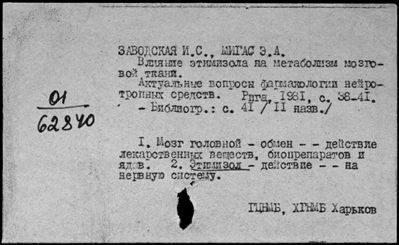 ЗАВОДСКАЯ И.С., МИГАС Э.А.
Влияние этимизола на метаболизм мозго-
вой ткани.
Актуальные вопросы фармакологии нейро-
тропных средств. Рига, 1981, с. 38-41.
- Библиогр.: с. 41 /11 назв./
01
62840
I. Мозг головной - обмен - - действие
лекарственных веществ, биопрепаратов и
ядов. 2. Этимизол - действие - - на
нервную систему.
ГЦНМБ, ХГНМБ Харьков